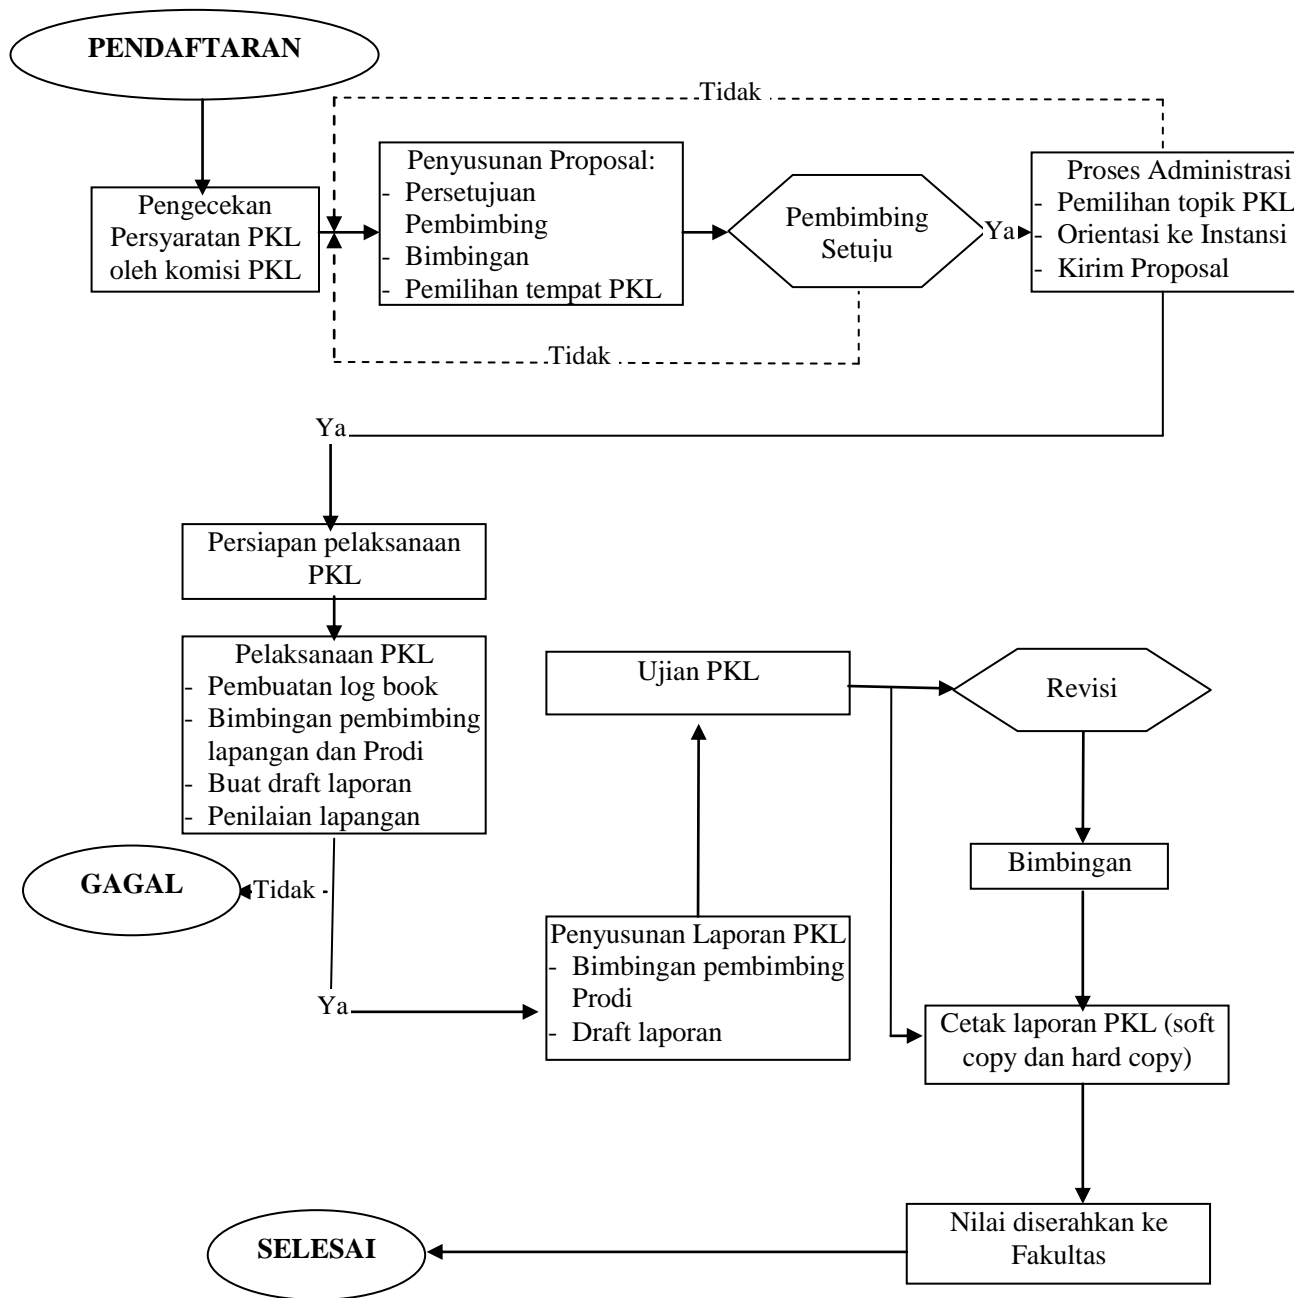 PENDAFTARAN
Tidak
Pengecekan
Persyaratan PKL
oleh komisi PKL
Penyusunan Proposal:
- Persetujuan
Pembimbing
- Bimbingan
- Pemilihan tempat PKL
Pembimbing
Setuju
Ya
Proses Administrasi
- Pemilihan topik PKL
- Orientasi ke Instansi
- Kirim Proposal
Tidak
Ya
Persiapan pelaksanaan
PKL
Pelaksanaan PKL
- Pembuatan log book
- Bimbingan pembimbing
lapangan dan Prodi
- Buat draft laporan
- Penilaian lapangan
GAGAL
Tidak
Ya
Penyusunan Laporan PKL
- Bimbingan pembimbing
Prodi
- Draft laporan
Ujian PKL
Revisi
Bimbingan
Cetak laporan PKL (soft
copy dan hard copy)
Nilai diserahkan ke
Fakultas
SELESAI